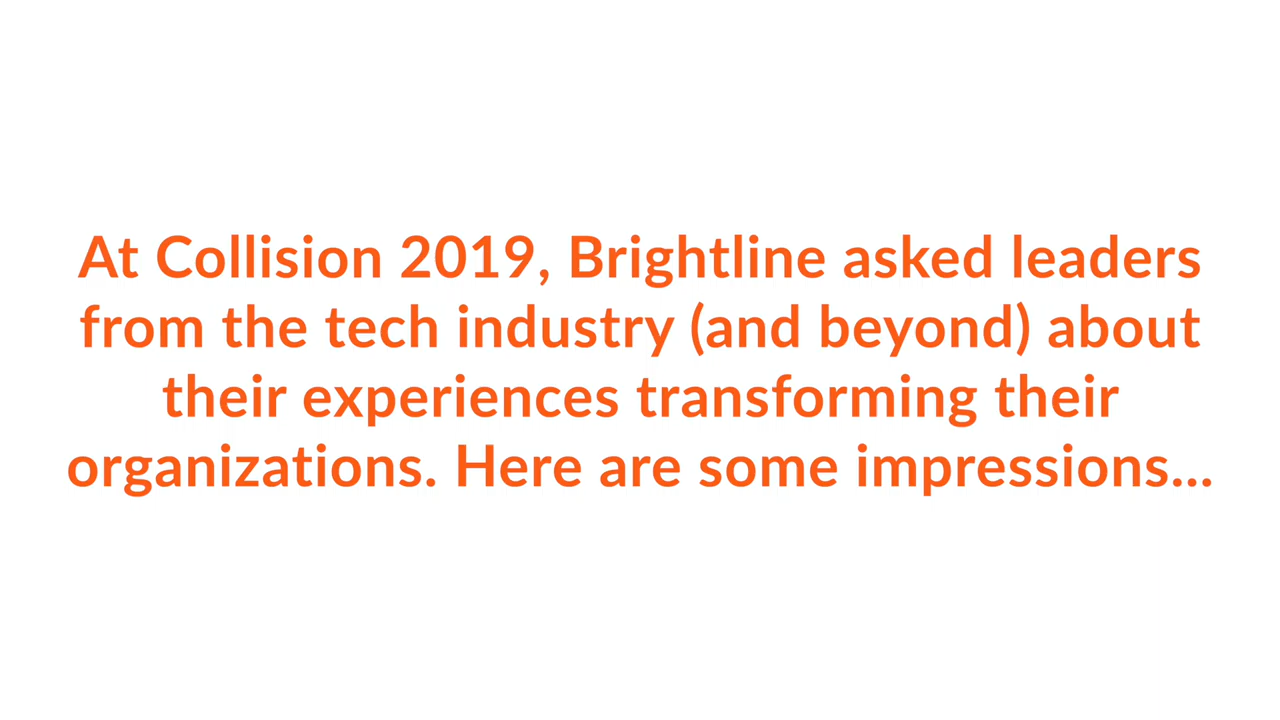 At Collision 2019, Brightline asked leaders
from the tech industry (and beyond) about
their experiences transforming their
organizations. Here are some impressions...